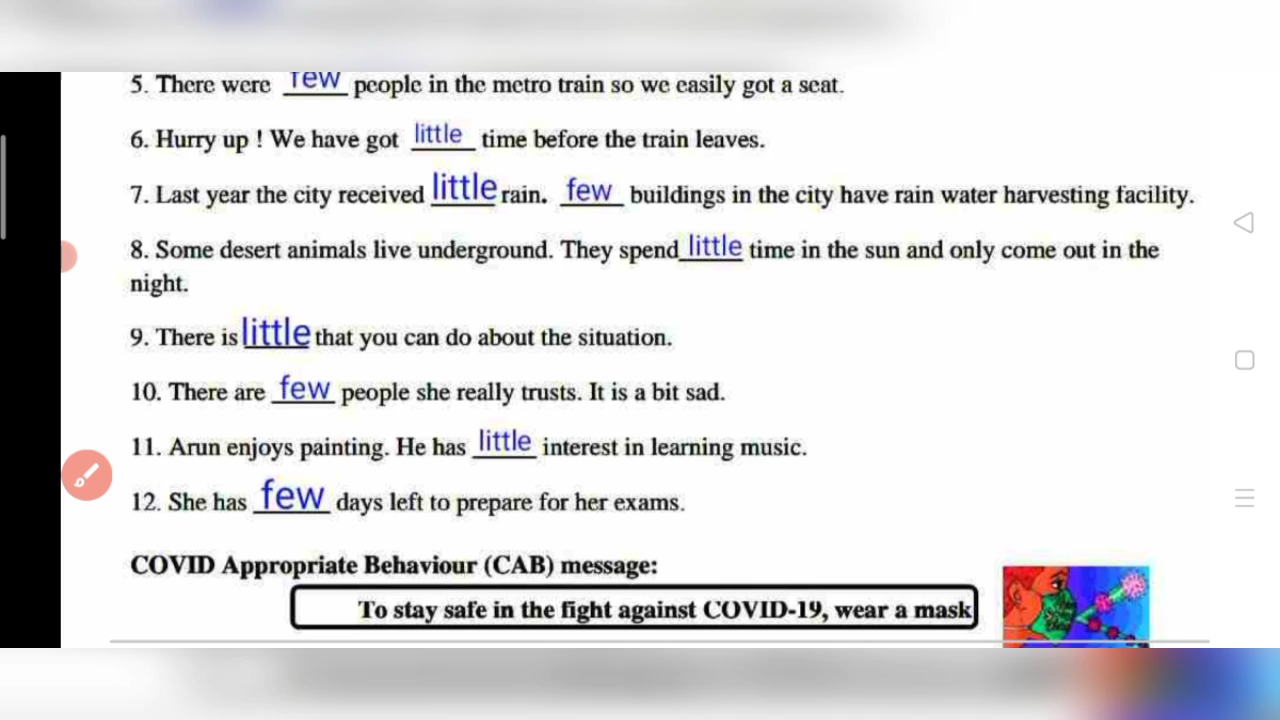 5. There were few people in the metro train so we easily got a seat.
6. Hurry up ! We have got little time before the train leaves.
7. Last year the city received little rain. few buildings in the city have rain water harvesting facility.
8. Some desert animals live underground. They spend little time in the sun and only come out in the
night.
9. There is little that you can do about the situation.
10. There are few people she really trusts. It is a bit sad.
11. Arun enjoys painting. He has little interest in learning music.
12. She has few days left to prepare for her exams.
COVID Appropriate Behaviour (CAB) message:
To stay safe in the fight against COVID-19, wear a mask